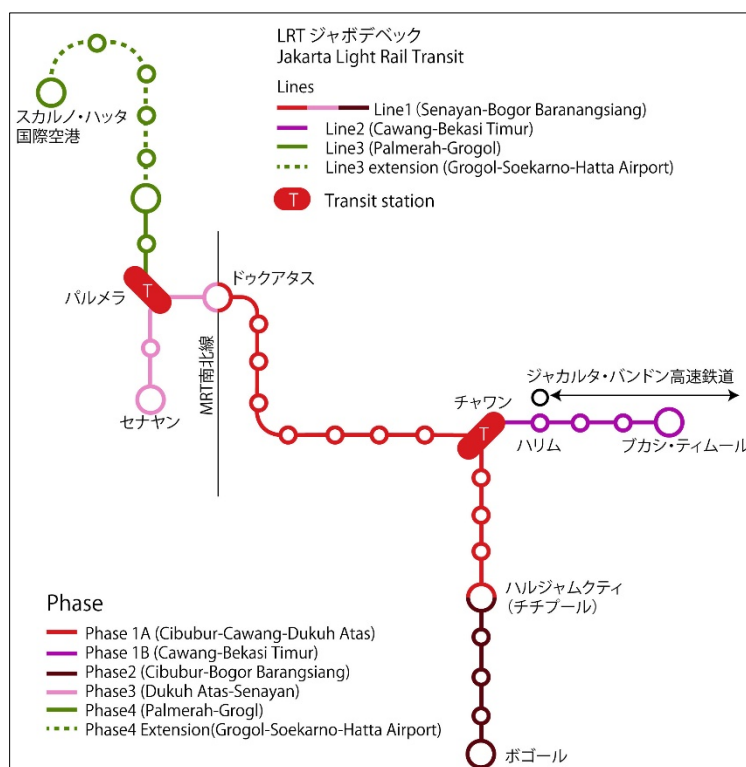 LRT ジャボデベック
Jakarta Light Rail Transit
Lines
Line1 (Senayan-Bogor Baranangsiang)
Line2 (Cawang-Bekasi Timur)
Line3 (Palmerah-Grogol)
Line3 extension (Grogol-Soekarno-Hatta Airport)
T Transit station
スカルノ・ハッタ
国際空港
T
パルメラ
ドゥクアタス
MRT南北線
セナヤン
ジャカルタ・バンドン高速鉄道
チャワン
T
ハリム
ブカシ・ティムール
ハルジャムクティ
(チチブール)
ボゴール
Phase
Phase 1A (Cibubur-Cawang-Dukuh Atas)
Phase 1B (Cawang-Bekasi Timur)
Phase2 (Cibubur-Bogor Barangsiang)
Phase3 (Dukuh Atas-Senayan)
Phase4 (Palmerah-Grogl)
Phase4 Extension(Grogol-Soekarno-Hatta Airport)